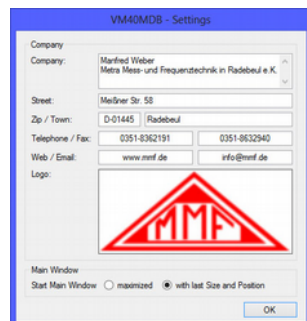 VM40MDB - Settings
Company
Company: Manfred Weber
Metra Mess- und Frequenztechnik in Radebeul e.K.
Street: Meißner Str. 58
Zip / Town: D-01445 Radebeul
Telephone / Fax: 0351-8362191 0351-8632940
Web / Email: www.mmf.de info@mmf.de
Logo:
MMF
Main Window
Start Main Window maximized with last Size and Position
OK